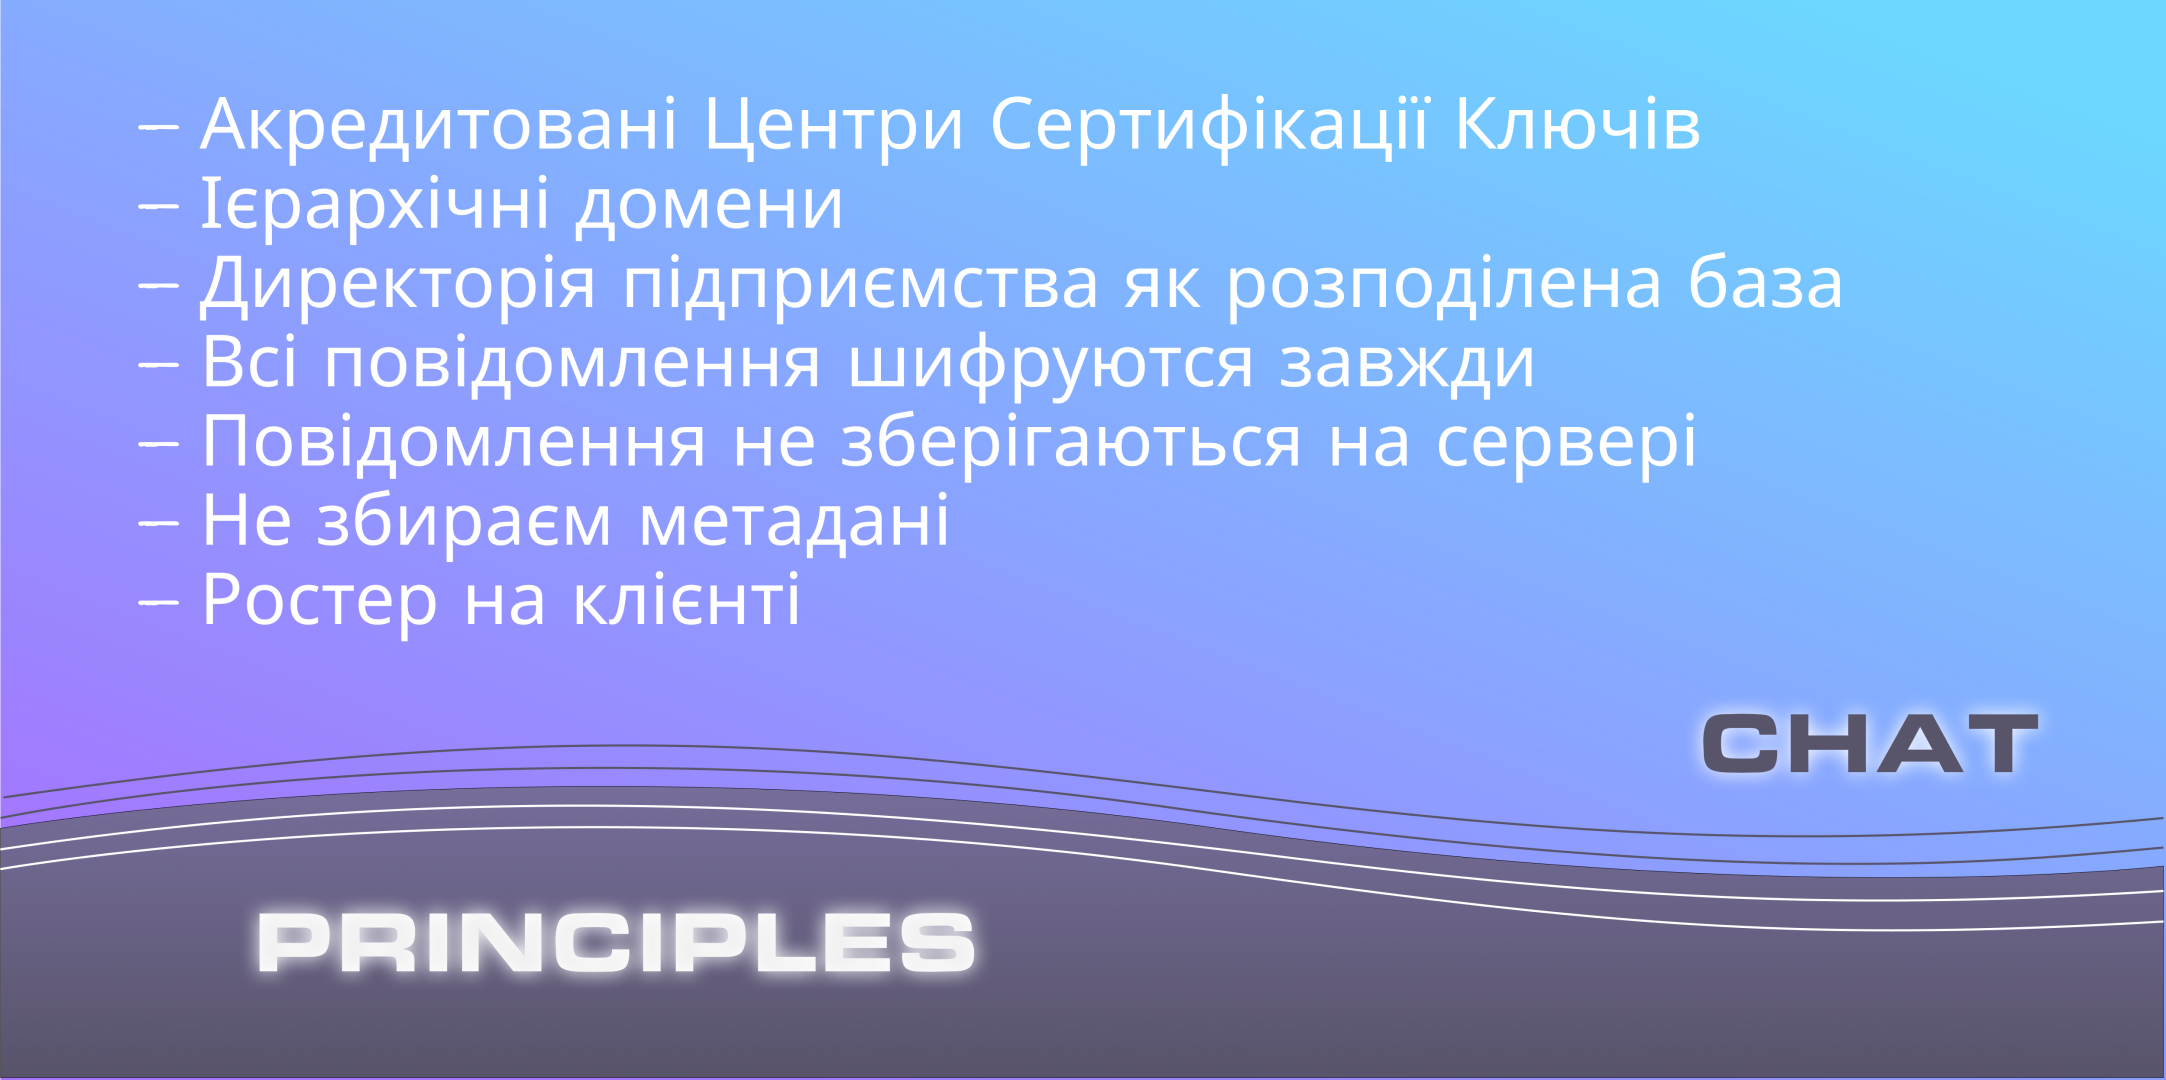 – Акредитовані Центри Сертифікації Ключів
– Ієрархічні домени
– Директорія підприємства як розподілена база
– Всі повідомлення шифруются завжди
– Повідомлення не зберігаються на сервері
– Не збираєм метадані
– Ростер на клієнті
CHAT
PRINCIPLES